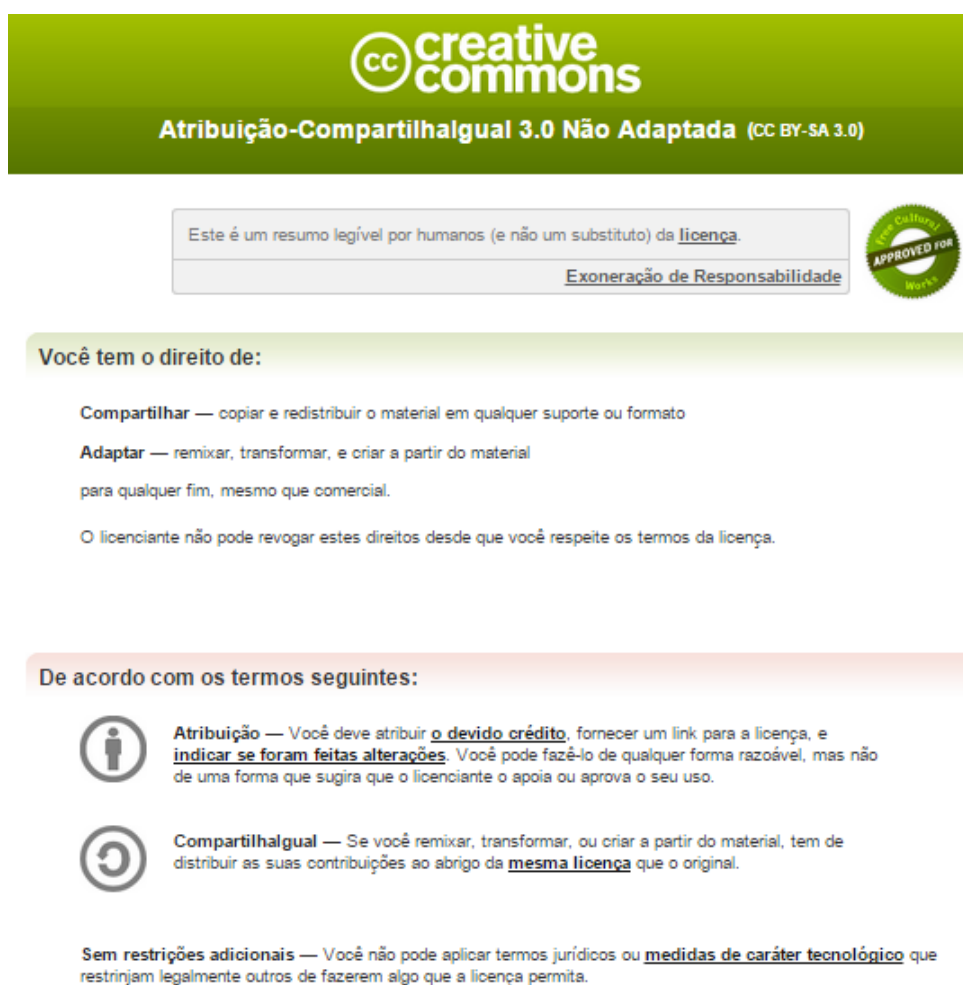 cc creative
commons
Atribuição-CompartilhaIgual 3.0 Não Adaptada (CC BY-SA 3.0)
Este é um resumo legível por humanos (e não um substituto) da licença.
Exoneração de Responsabilidade
Free Cultural
APPROVED FOR
Works
Você tem o direito de:
Compartilhar — copiar e redistribuir o material em qualquer suporte ou formato
Adaptar — remixar, transformar, e criar a partir do material
para qualquer fim, mesmo que comercial.
O licenciante não pode revogar estes direitos desde que você respeite os termos da licença.
De acordo com os termos seguintes:
Atribuição — Você deve atribuir o devido crédito, fornecer um link para a licença, e
indicar se foram feitas alterações. Você pode fazê-lo de qualquer forma razoável, mas não
de uma forma que sugira que o licenciante o apoia ou aprova o seu uso.
CompartilhaIgual — Se você remixar, transformar, ou criar a partir do material, tem de
distribuir as suas contribuições ao abrigo da mesma licença que o original.
Sem restrições adicionais — Você não pode aplicar termos jurídicos ou medidas de caráter tecnológico que
restrinjam legalmente outros de fazerem algo que a licença permita.